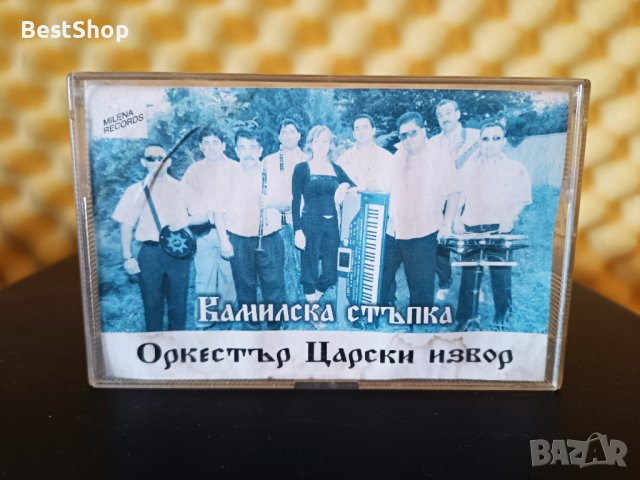 BestShop
MILENA
RECORDS
Камилска стъпка
Оркестър Царски извор
BAZAR